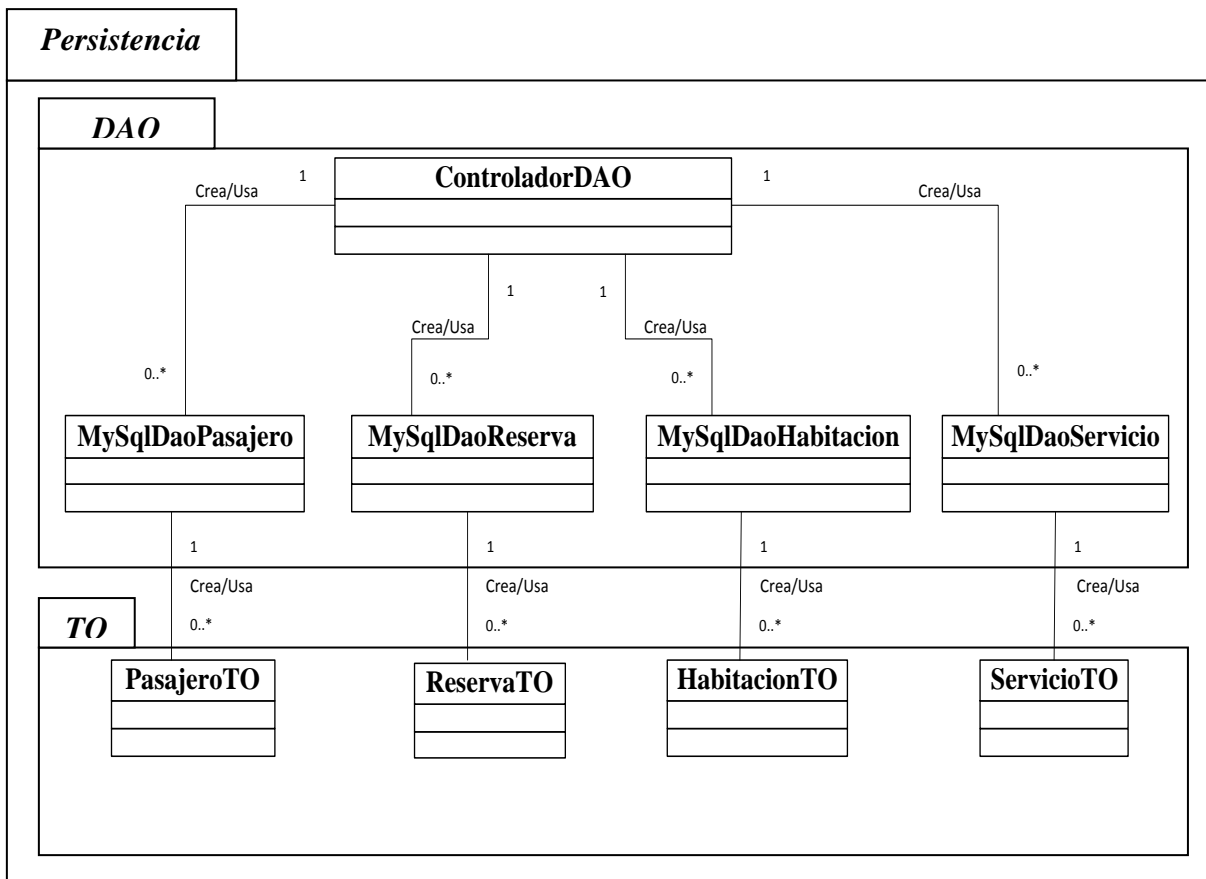 Persistencia
DAO
ControladorDAO
1
1
Crea/Usa
Crea/Usa
1
1
Crea/Usa
Crea/Usa
0..*
0..*
0..*
0..*
MySqlDaoPasajero
MySqlDaoReserva
MySqlDaoHabitacion
MySqlDaoServicio
1
1
1
1
Crea/Usa
Crea/Usa
Crea/Usa
Crea/Usa
TO
0..*
0..*
0..*
0..*
PasajeroTO
ReservaTO
HabitacionTO
ServicioTO